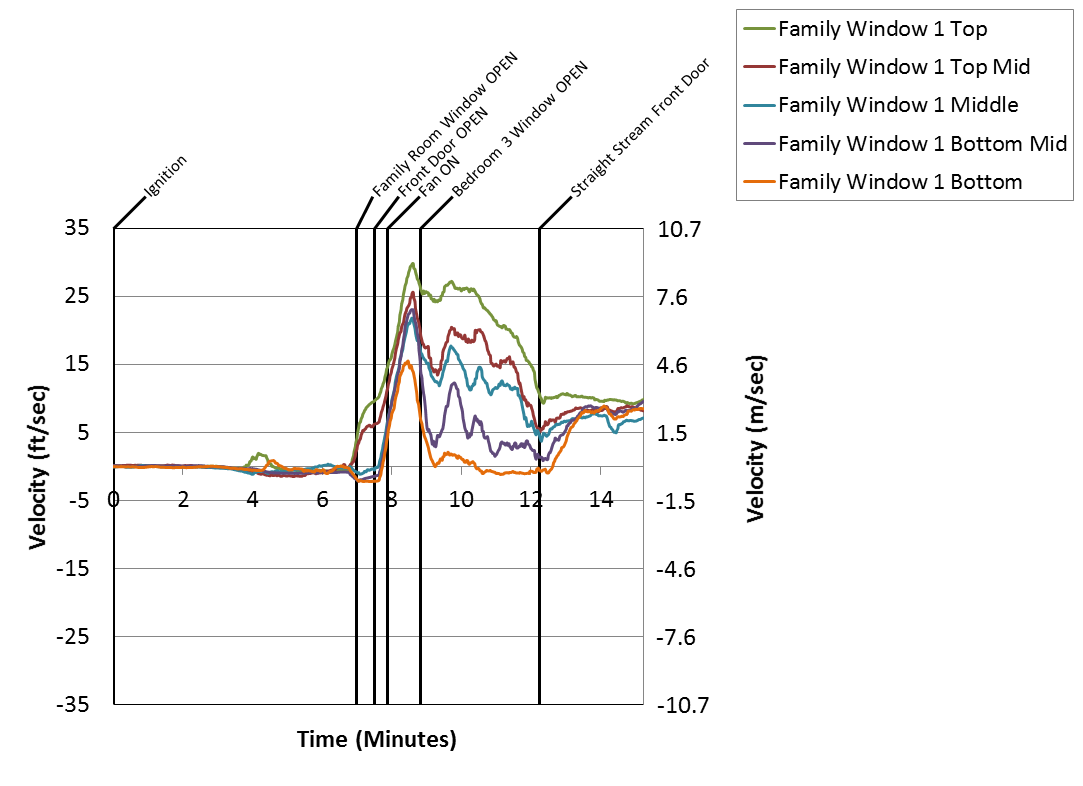 Family Window 1 Top
Family Window 1 Top Mid
Family Window 1 Middle
Family Window 1 Bottom Mid
Family Window 1 Bottom
Ignition
Family Room Window OPEN
Front Door OPEN
Fan ON
Bedroom 3 Window OPEN
Straight Stream Front Door
35
25
15
5
-5
-15
-25
-35
Velocity (ft/sec)
0
2
4
6
8
10
12
14
Time (Minutes)
10.7
7.6
4.6
1.5
-1.5
-4.6
-7.6
-10.7
Velocity (m/sec)